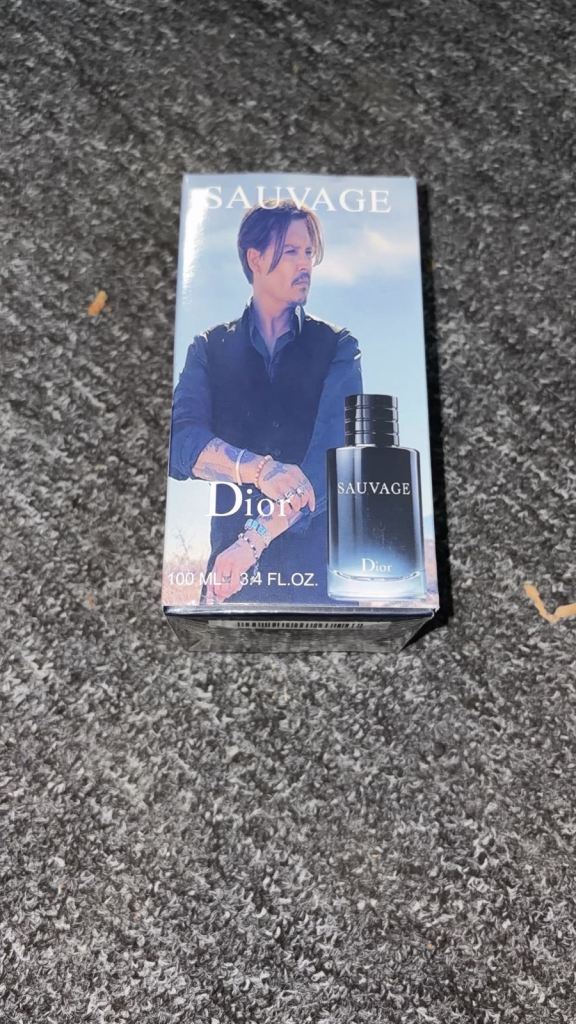 SAUVAGE
SAUVAGE
Dior
Dior
100 ML 3.4 FL.OZ.